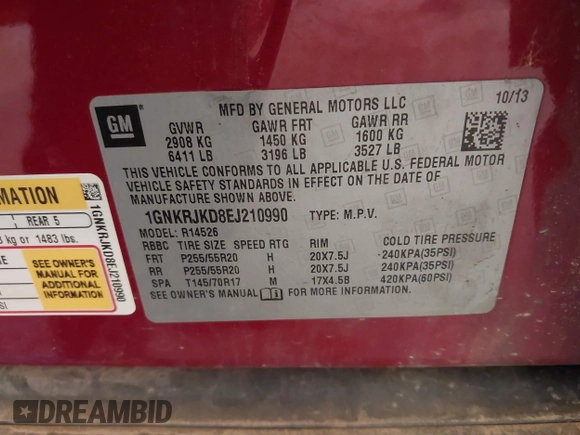 10/13
GM
MFD BY GENERAL MOTORS LLC
GVWR GAWR FRT GAWR RR
2908 KG 1450 KG 1600 KG
6411 LB 3196 LB 3527 LB
THIS VEHICLE CONFORMS TO ALL APPLICABLE U.S. FEDERAL MOTOR
VEHICLE SAFETY STANDARDS IN EFFECT ON THE DATE OF
MANUFACTURE SHOWN ABOVE.
1GNKRJKD8EJ210990 TYPE: M.P.V.
MODEL: R14526
RBBC TIRE SIZE SPEED RTG RIM COLD TIRE PRESSURE
FRT P255/55R20 H 20X7.5J 240KPA(35PSI)
RR P255/55R20 H 20X7.5J 240KPA(35PSI)
SPA T145/70R17 M 17X4.5B 420KPA(60PSI)
SEE OWNER'S MANUAL FOR MORE INFORMATION
MATION
REAR 5
kg or 1483 lbs.
SEE OWNER'S
MANUAL FOR
ADDITIONAL
INFORMATION
1GNKRJKD8EJ210990
DREAMBID